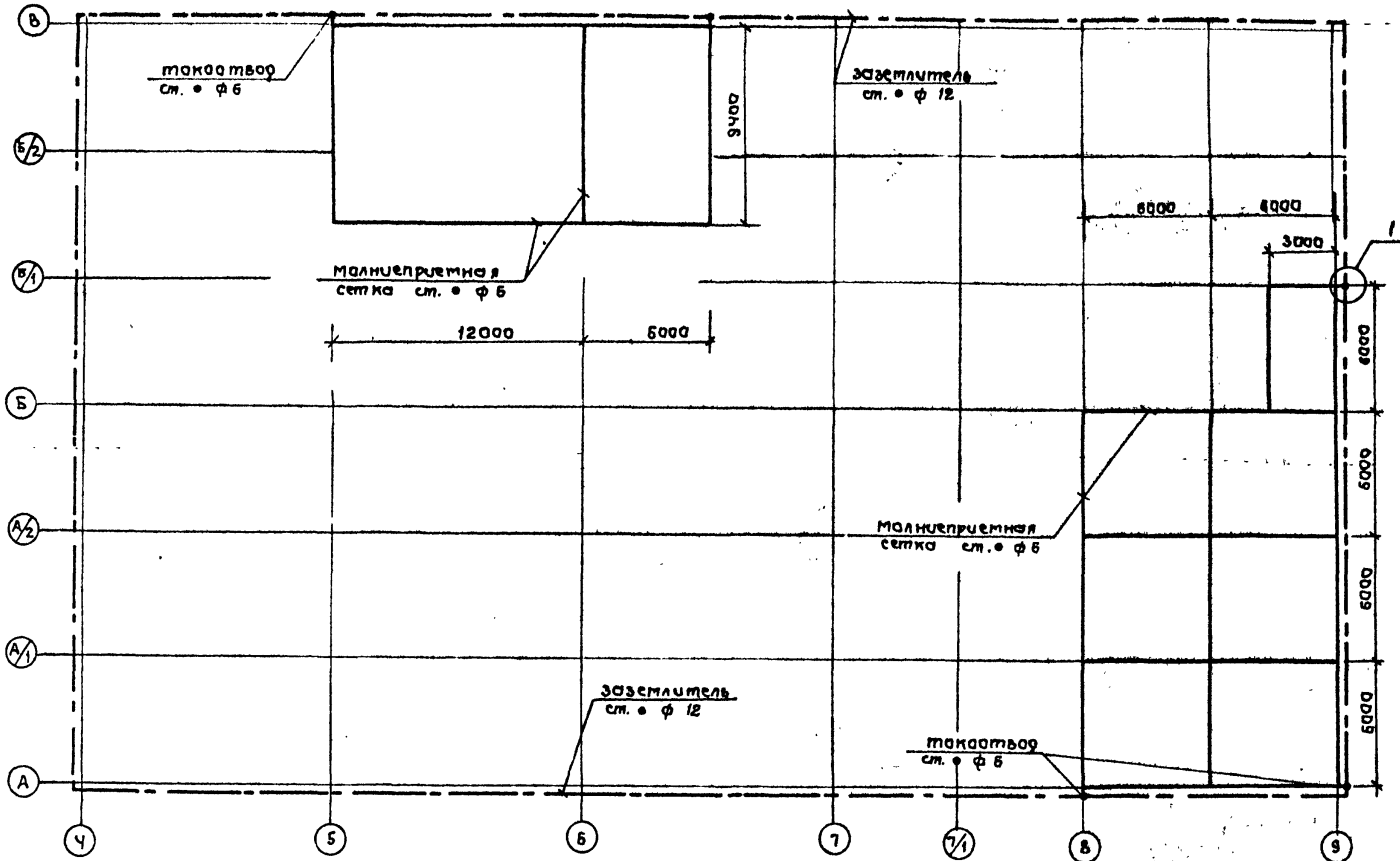 В
токоотвод
ст. • ф 6
заземлитель
ст. • ф 12
9400
Б/2
6000
6000
3000
1
Б/1
молниеприемная
сетка ст. • ф 6
12000
6000
6000
Б
6000
А/2
молниеприемная
сетка ст. • ф 6
6000
А/1
заземлитель
ст. • ф 12
6000
токоотвод
ст. • ф 6
А
4
5
6
7
7/1
8
9